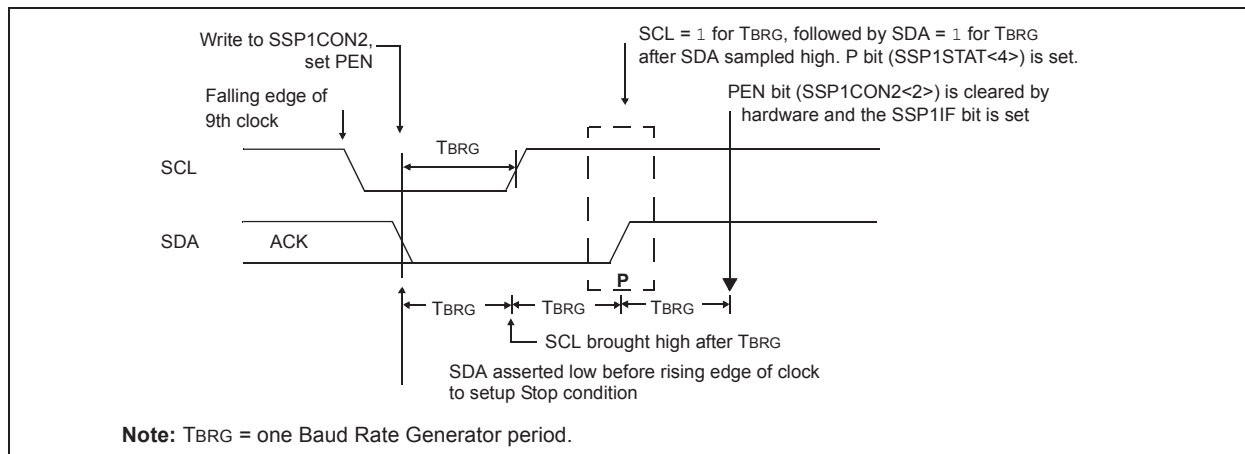 Write to SSP1CON2,
set PEN
Falling edge of
9th clock
SCL = 1 for TBRG, followed by SDA = 1 for TBRG
after SDA sampled high. P bit (SSP1STAT<4>) is set.
PEN bit (SSP1CON2<2>) is cleared by
hardware and the SSP1IF bit is set
TBRG
SCL
SDA
ACK
P
TBRG
TBRG
TBRG
SCL brought high after TBRG
SDA asserted low before rising edge of clock
to setup Stop condition
Note: TBRG = one Baud Rate Generator period.